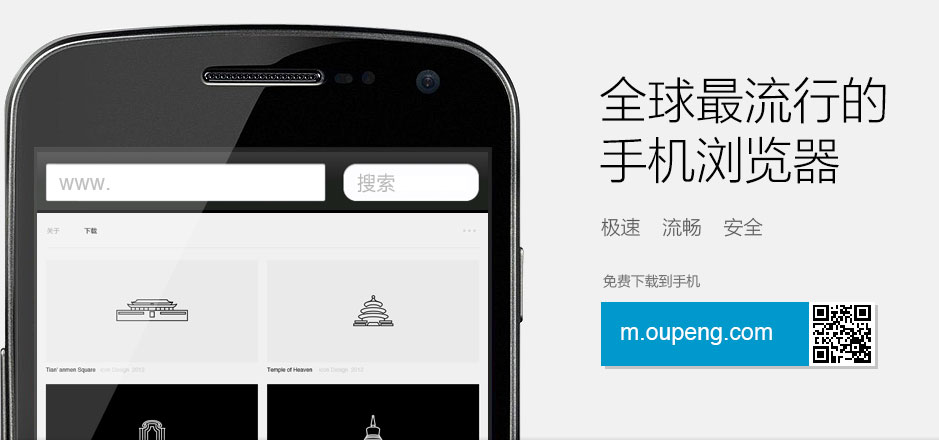 全球最流行的
手机浏览器
极速 流畅 安全
免费下载到手机
m.oupeng.com
www. 搜索
关于 下载
Tian' anmen Square icon Design 2012
Temple of Heaven icon Design 2012